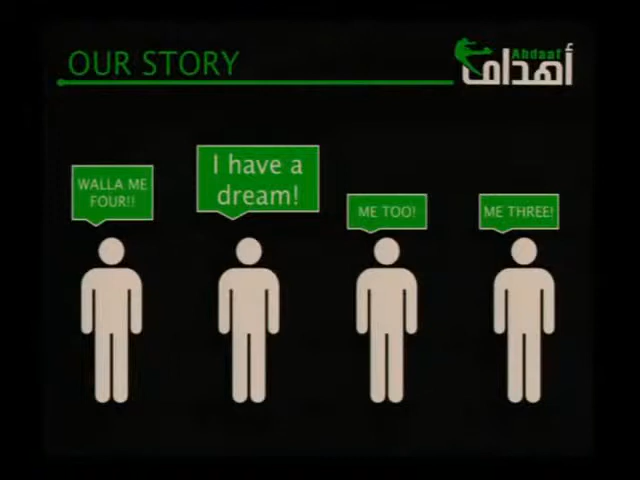 OUR STORY
Ahdaaf
أهداف
WALLA ME
FOUR!!
I have a
dream!
ME TOO!
ME THREE!